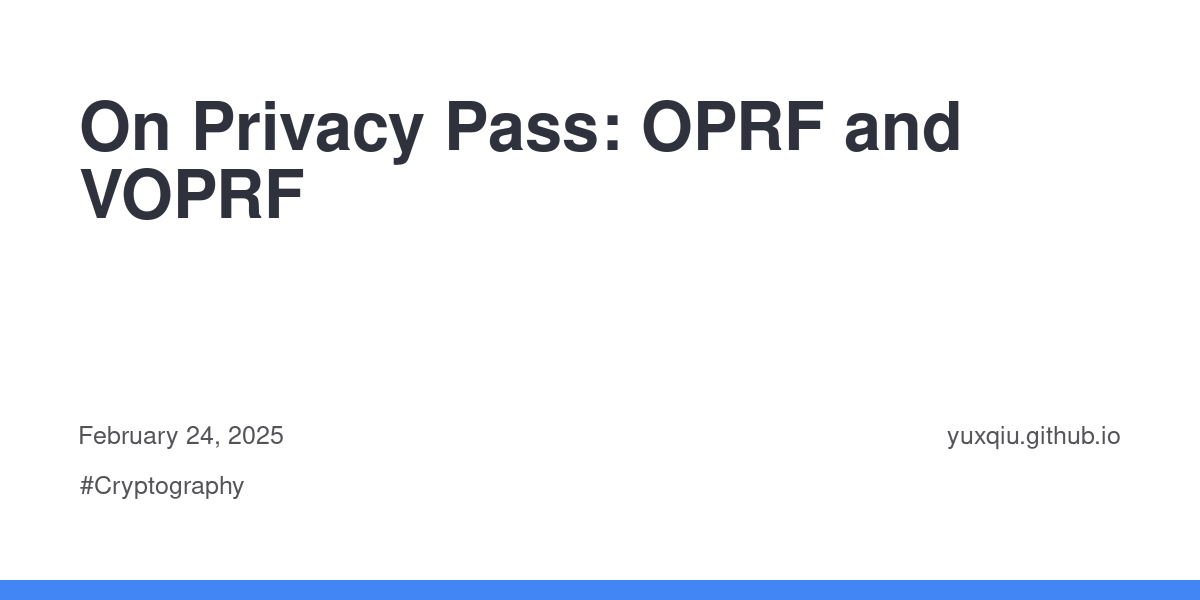 On Privacy Pass: OPRF and
VOPRF
February 24, 2025
yuxqiu.github.io
#Cryptography